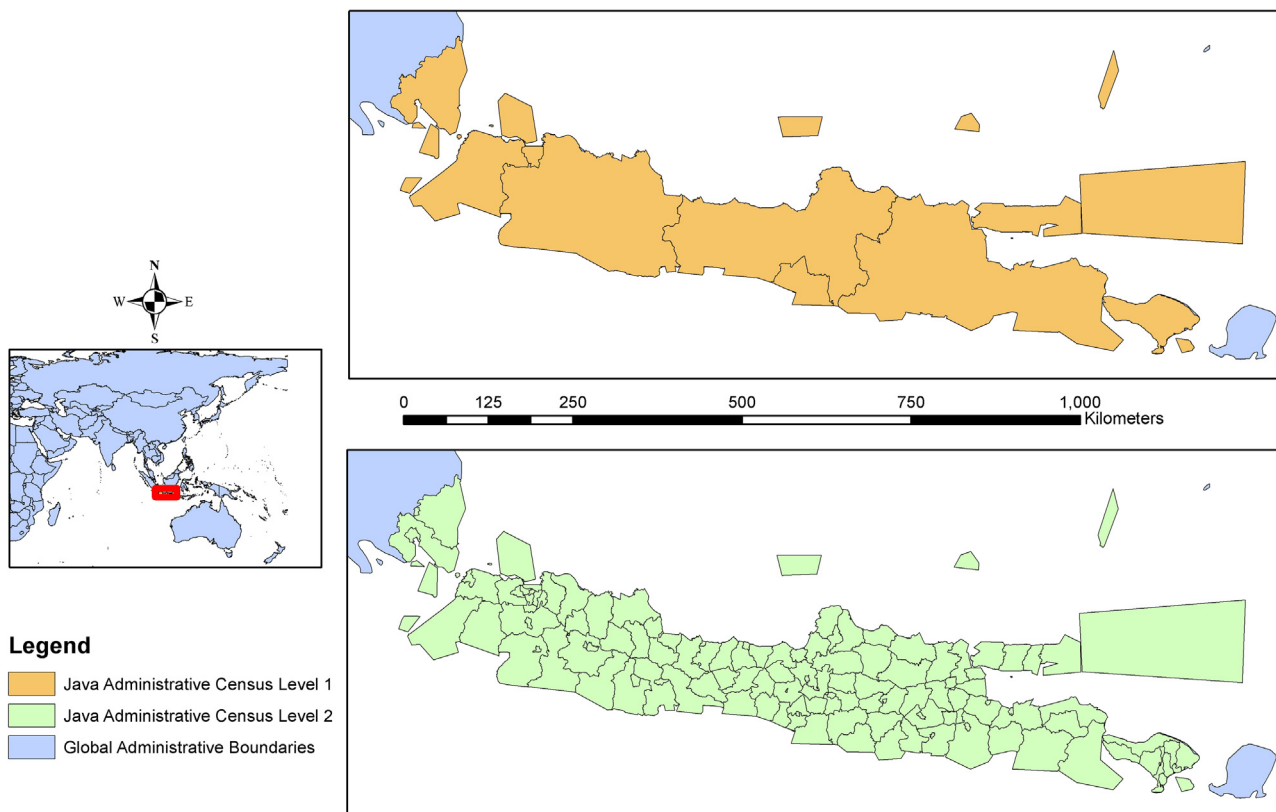 N
W E
S
0 125 250 500 750 1,000
Kilometers
Legend
Java Administrative Census Level 1
Java Administrative Census Level 2
Global Administrative Boundaries